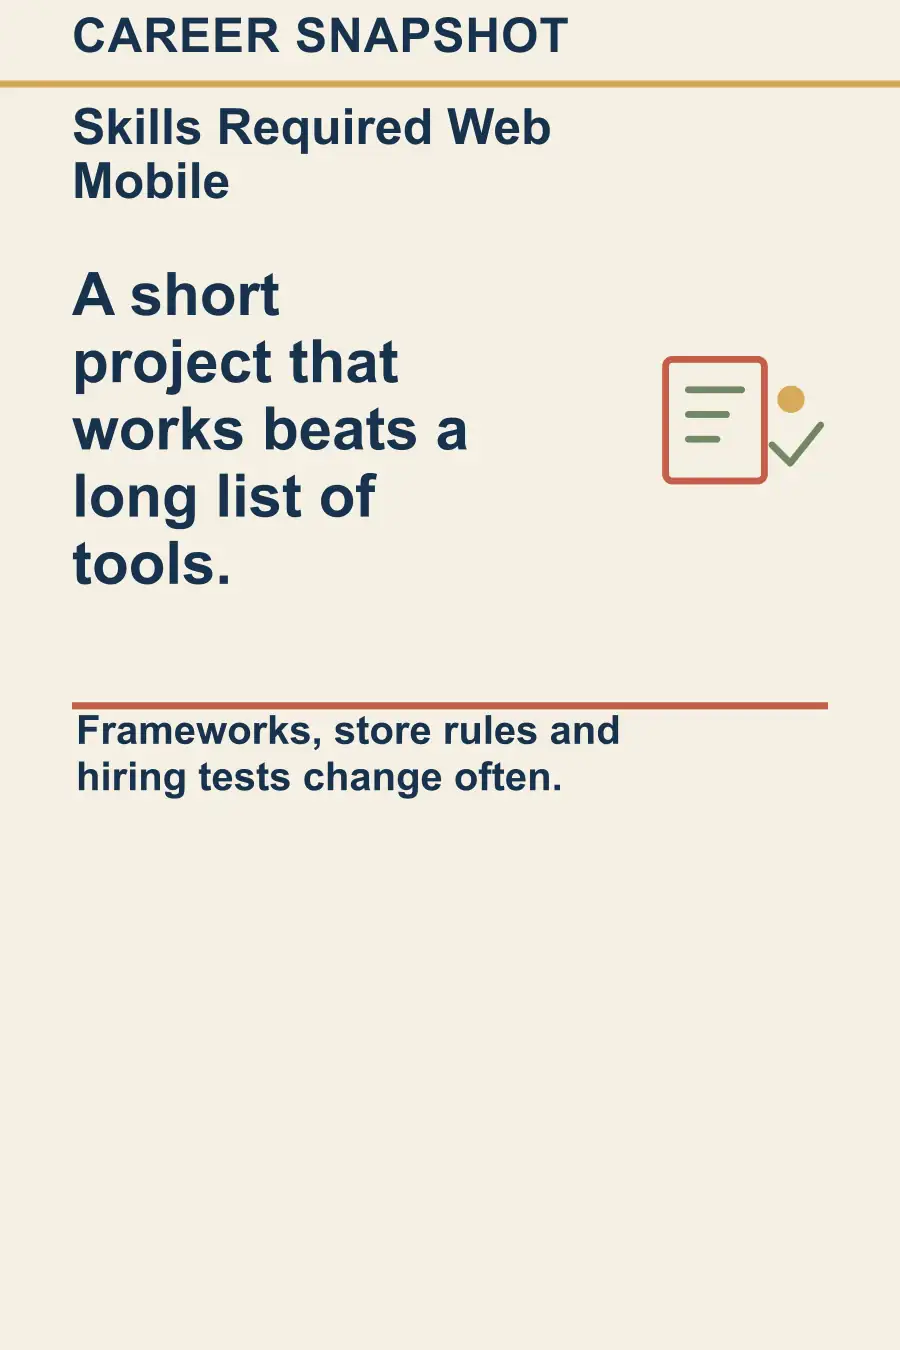 CAREER SNAPSHOT
Skills Required Web
Mobile
A short
project that
works beats a
long list of
tools.
Frameworks, store rules and
hiring tests change often.